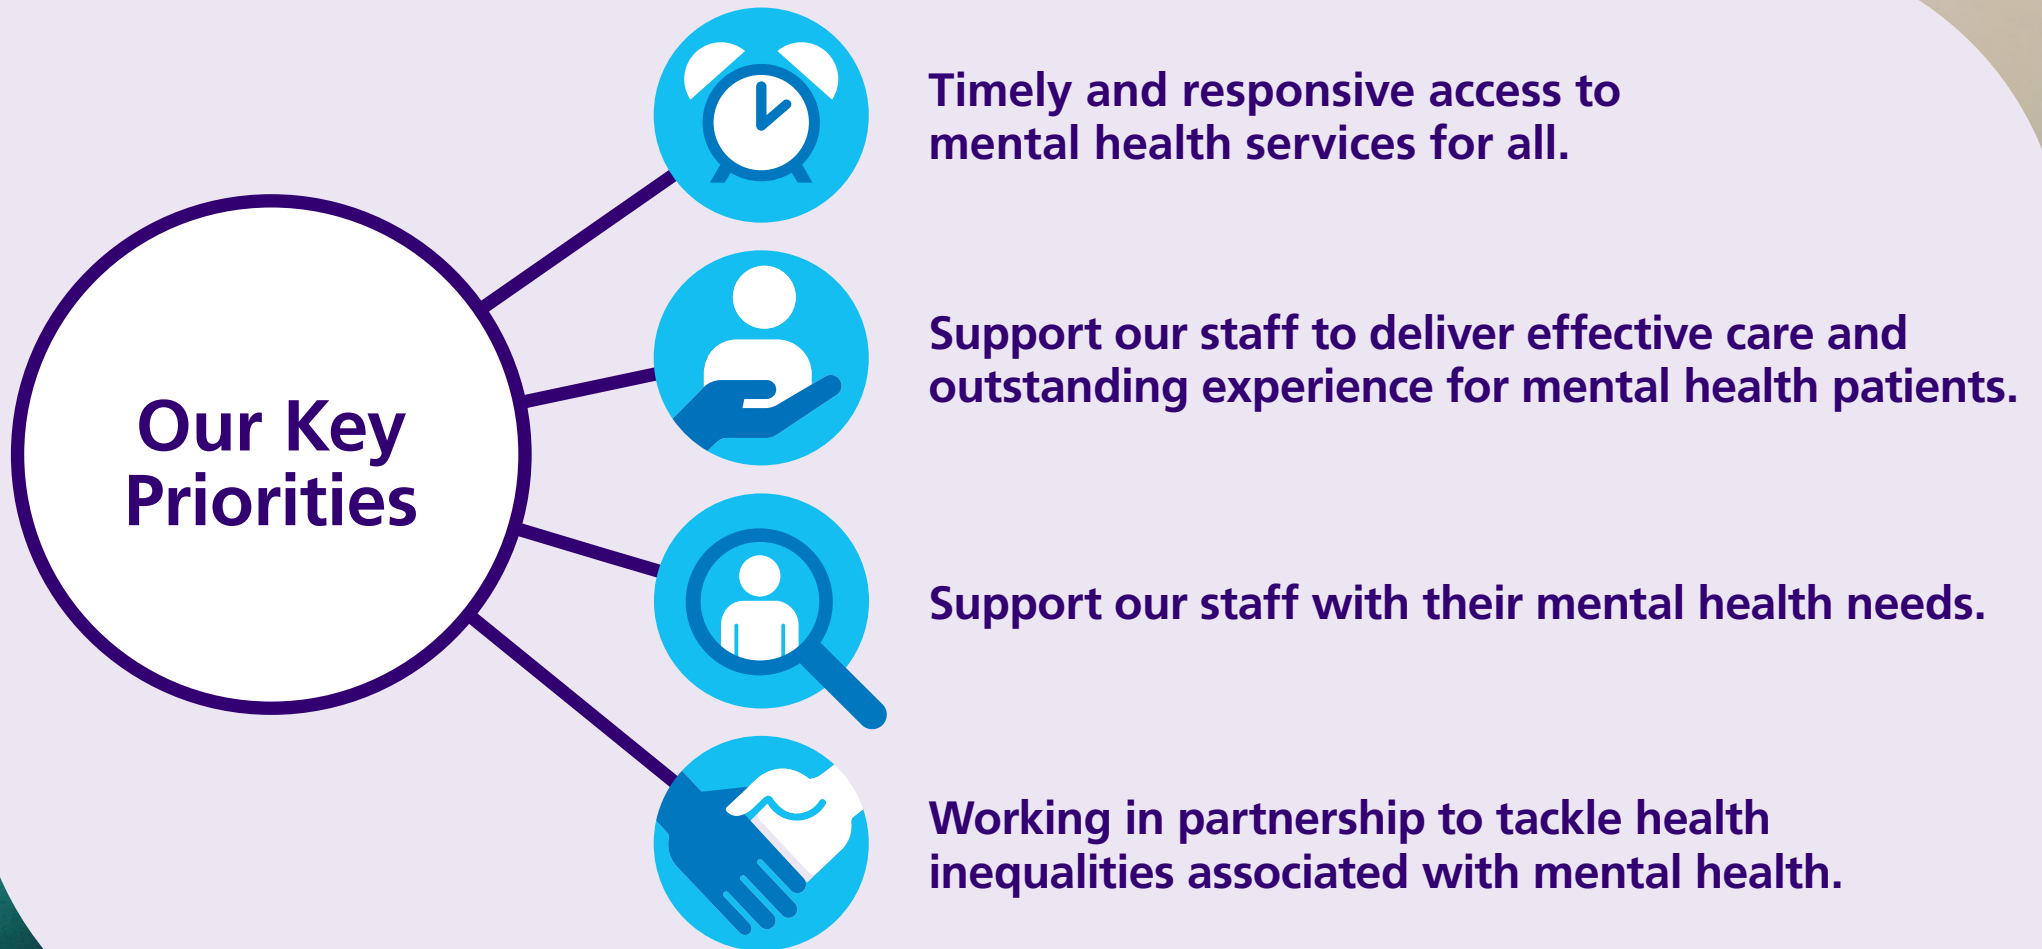 Our Key
Priorities
Timely and responsive access to
mental health services for all.
Support our staff to deliver effective care and
outstanding experience for mental health patients.
Support our staff with their mental health needs.
Working in partnership to tackle health
inequalities associated with mental health.